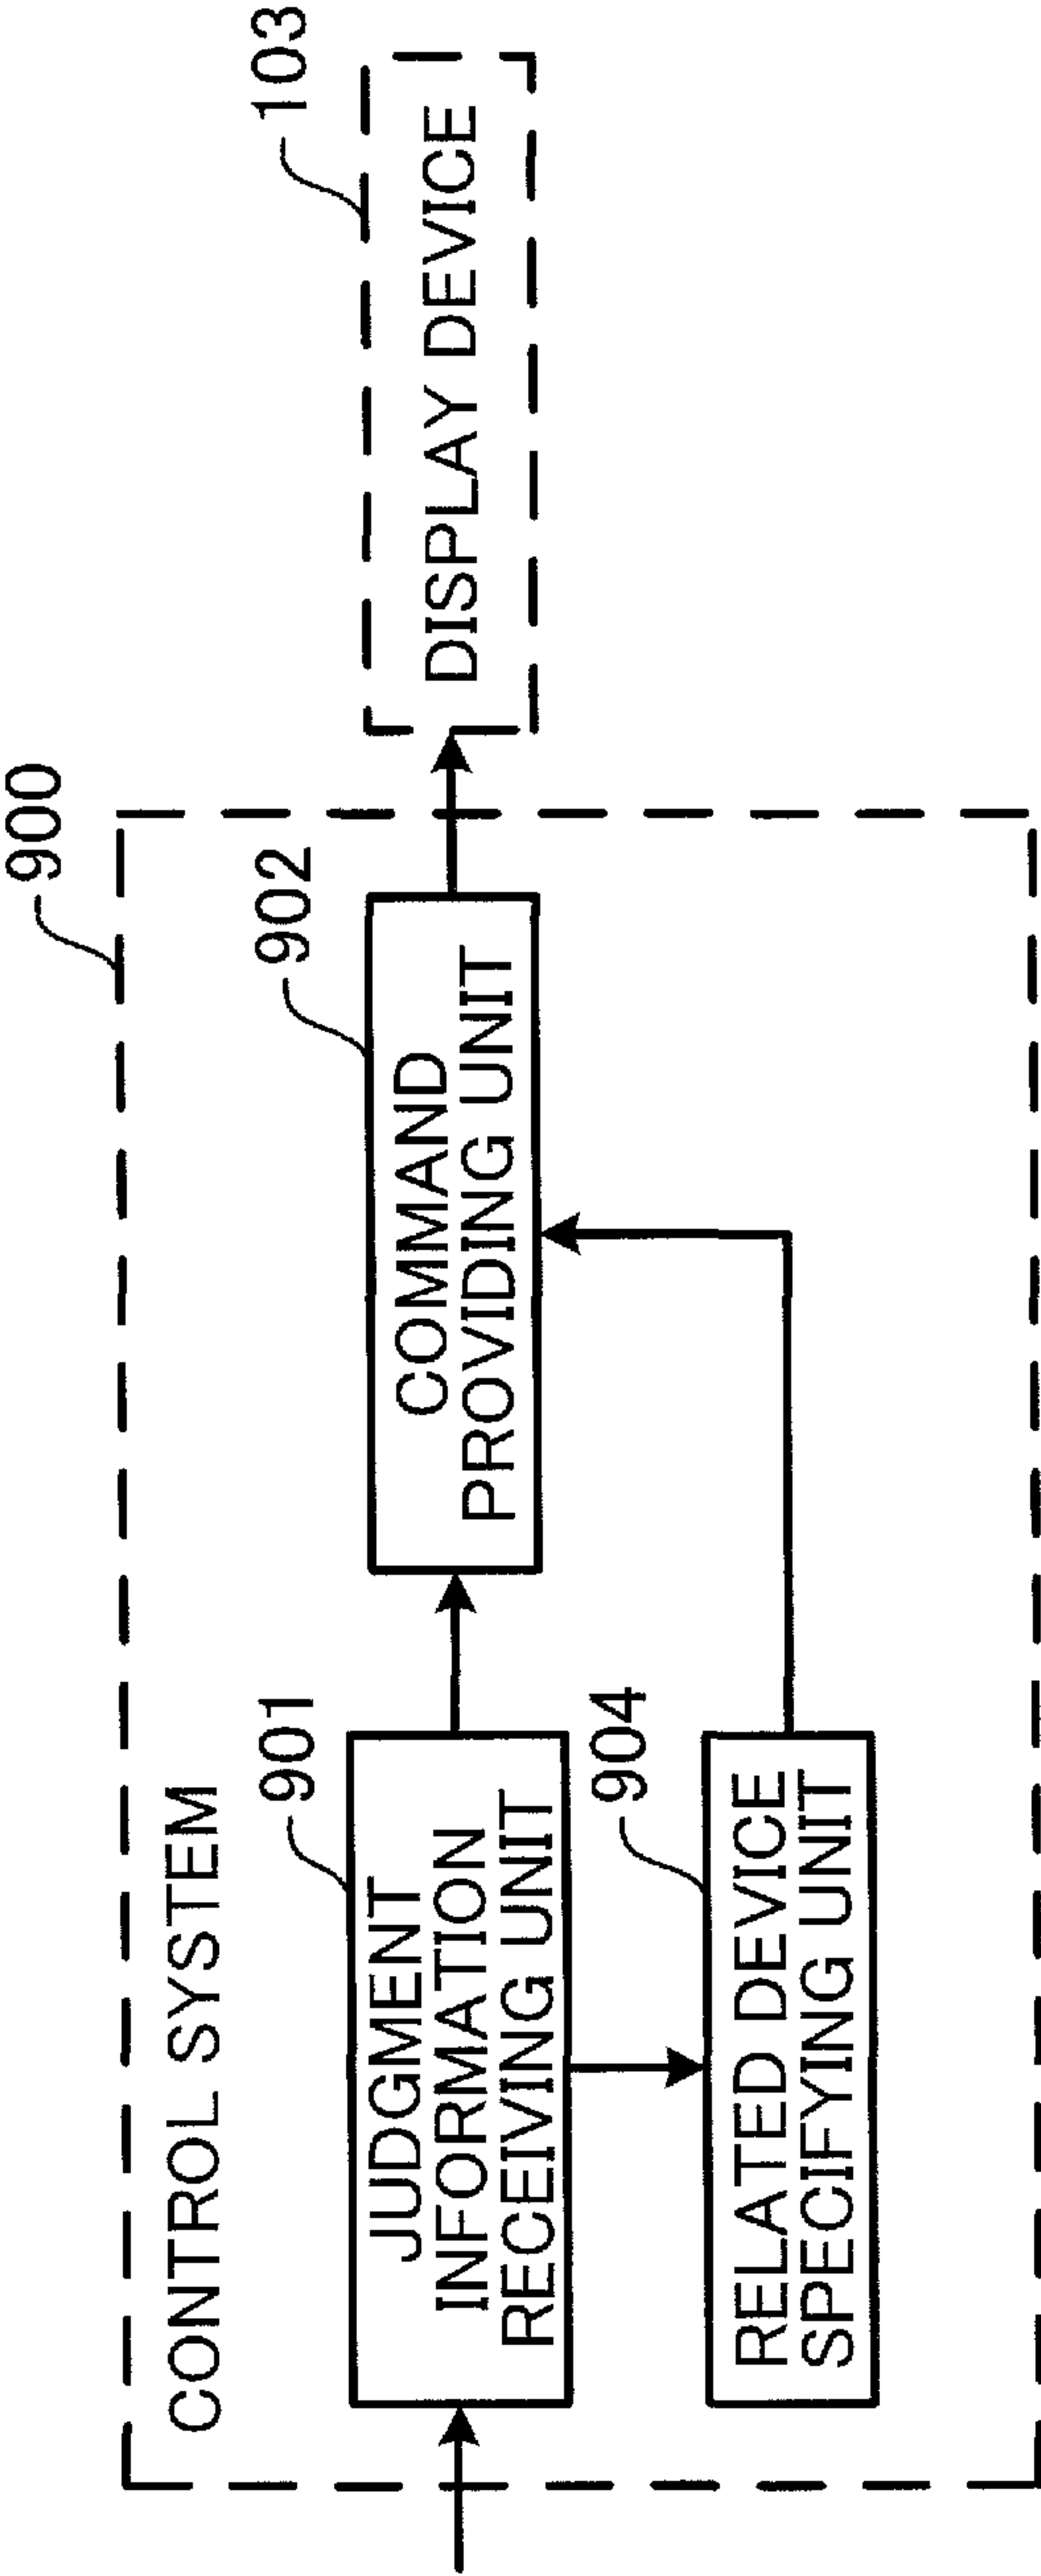 900
CONTROL SYSTEM
901
JUDGMENT
INFORMATION
RECEIVING UNIT
902
COMMAND
PROVIDING UNIT
103
DISPLAY DEVICE
904
RELATED DEVICE
SPECIFYING UNIT